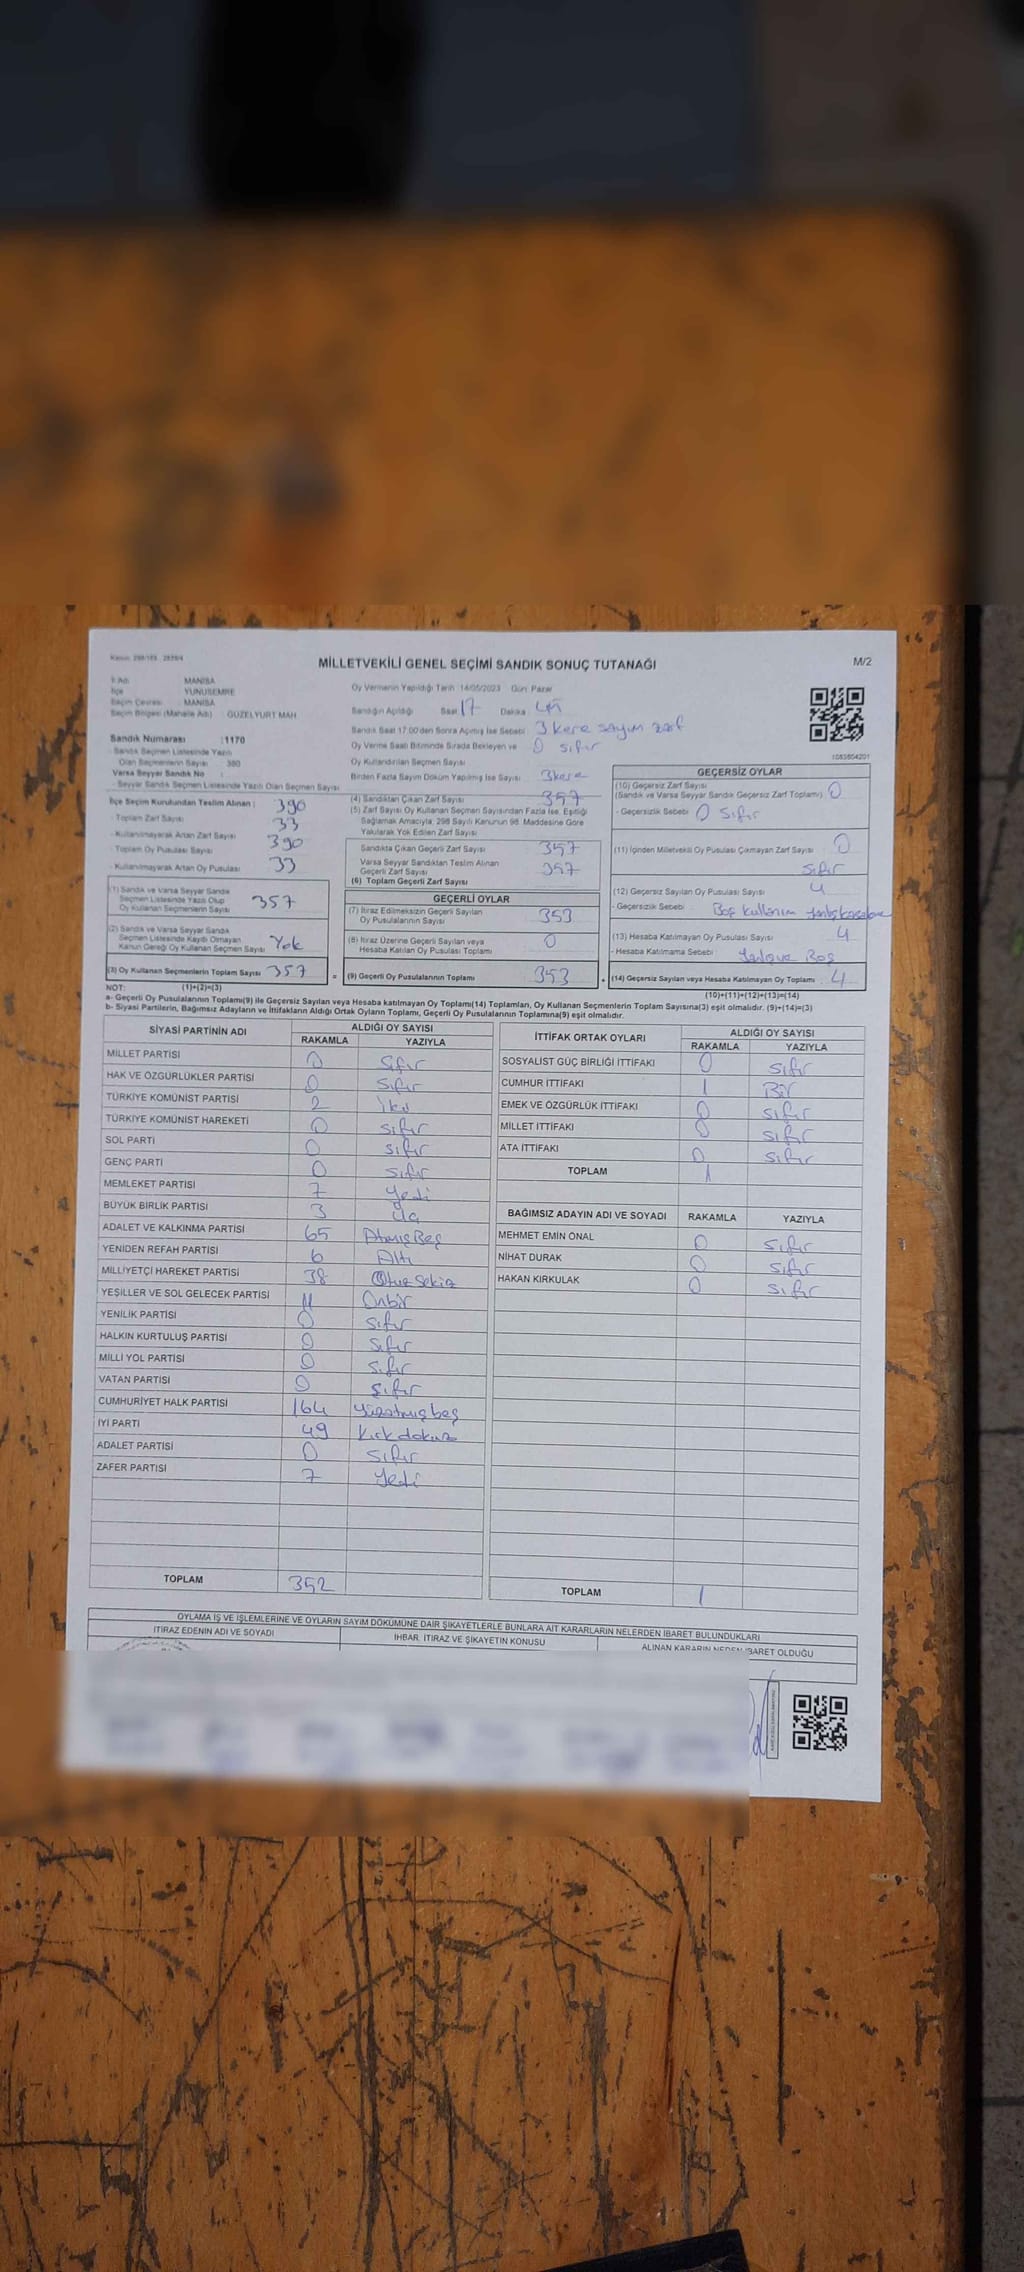 MİLLETVEKİLİ GENEL SEÇİMİ SANDIK SONUÇ TUTANAĞI
M/2
İl Adı : MANİSA
İlçe : YUNUSEMRE
Seçim Çevresi : MANİSA
Seçim Bölgesi (Mahalle Adı) : GÜZELYURT MAH.
Oy Vermenin Yapıldığı Tarih :14/05/2023 Gün: Pazar
Sandığın Açıldığı Saat 17 Dakika 45
Sandık Saat 17.00'den Sonra Açılmış İse Sebebi 3 kere sayım zarf
Oy Verme Saati Bitiminde Sırada Bekleyen ve Oy Kullandırılan Seçmen Sayısı 0 sıfır
Birden Fazla Sayım Döküm Yapılmış İse Sayısı 3 kere
1083804201
Sandık Numarası :1170
- Sandık Seçmen Listesinde Yazılı Olan Seçmenlerin Sayısı 380
Varsa Seyyar Sandık No :
- Seyyar Sandık Seçmen Listesinde Yazılı Olan Seçmen Sayısı
İlçe Seçim Kurulundan Teslim Alınan :
- Toplam Zarf Sayısı 390
- Kullanılmayarak Artan Zarf Sayısı 33
- Toplam Oy Pusulası Sayısı 390
- Kullanılmayarak Artan Oy Pusulası 33
(1) Sandık ve Varsa Seyyar Sandık Seçmen Listesinde Yazılı Olup Oy Kullanan Seçmenlerin Sayısı 357
(2) Sandık ve Varsa Seyyar Sandık Seçmen Listesinde Kayıtlı Olmayan Kanun Gereği Oy Kullanan Seçmen Sayısı Yok
(3) Oy Kullanan Seçmenlerin Toplam Sayısı 357
(4) Sandıktan Çıkan Zarf Sayısı 357
(5) Zarf Sayısı Oy Kullanan Seçmen Sayısından Fazla İse, Eşitliği Sağlamak Amacıyla, 298 Sayılı Kanunun 98. Maddesine Göre Yakılarak Yok Edilen Zarf Sayısı
Sandıkta Çıkan Geçerli Zarf Sayısı 357
Varsa Seyyar Sandıktan Teslim Alınan Geçerli Zarf Sayısı
(6) Toplam Geçerli Zarf Sayısı 357
GEÇERLİ OYLAR
(7) İtiraz Edilmeksizin Geçerli Sayılan Oy Pusulalarının Sayısı 353
(8) İtiraz Üzerine Geçerli Sayılan veya Hesaba Katılan Oy Pusulası Toplamı 0
= (9) Geçerli Oy Pusulalarının Toplamı 353
GEÇERSİZ OYLAR
(10) Geçersiz Zarf Sayısı
(Sandık ve Varsa Seyyar Sandık Geçersiz Zarf Toplamı) 0
- Geçersizlik Sebebi 0 Sıfır
(11) İçinden Milletvekili Oy Pusulası Çıkmayan Zarf Sayısı 0
sıfır
(12) Geçersiz Sayılan Oy Pusulası Sayısı 4
- Geçersizlik Sebebi Boş kullanım
(13) Hesaba Katılmayan Oy Pusulası Sayısı 4
- Hesaba Katılmama Sebebi Boş
+ (14) Geçersiz Sayılan veya Hesaba Katılmayan Oy Toplamı 4
NOT: (1)+(2)=(3)
(10)+(11)+(12)+(13)=(14)
a- Geçerli Oy Pusulalarının Toplamı(9) ile Geçersiz Sayılan veya Hesaba katılmayan Oy Toplamı(14) Toplamları, Oy Kullanan Seçmenlerin Toplam Sayısına(3) eşit olmalıdır. (9)+(14)=(3)
b- Siyasi Partilerin, Bağımsız Adayların ve İttifakların Aldığı Ortak Oyların Toplamı, Geçerli Oy Pusulalarının Toplamına(9) eşit olmalıdır.
SİYASİ PARTİNİN ADI ALDIĞI OY SAYISI
RAKAMLA YAZIYLA
MİLLET PARTİSİ 0 Sıfır
HAK VE ÖZGÜRLÜKLER PARTİSİ 0 Sıfır
TÜRKİYE KOMÜNİST PARTİSİ 2 iki
TÜRKİYE KOMÜNİST HAREKETİ 0 sıfır
SOL PARTİ 0 sıfır
GENÇ PARTİ 0 sıfır
MEMLEKET PARTİSİ 7 yedi
BÜYÜK BİRLİK PARTİSİ 3 Üç
ADALET VE KALKINMA PARTİSİ 65 Atmış Beş
YENİDEN REFAH PARTİSİ 6 Altı
MİLLİYETÇİ HAREKET PARTİSİ 38 Otuz Sekiz
YEŞİLLER VE SOL GELECEK PARTİSİ 11 Onbir
YENİLİK PARTİSİ 0 sıfır
HALKIN KURTULUŞ PARTİSİ 0 sıfır
MİLLİ YOL PARTİSİ 0 sıfır
VATAN PARTİSİ 0 sıfır
CUMHURİYET HALK PARTİSİ 164 Yüzatmışbeş
İYİ PARTİ 49 Kırkdokuz
ADALET PARTİSİ 0 sıfır
ZAFER PARTİSİ 7 Yedi
TOPLAM 352
İTTİFAK ORTAK OYLARI ALDIĞI OY SAYISI
RAKAMLA YAZIYLA
SOSYALİST GÜÇ BİRLİĞİ İTTİFAKI 0 sıfır
CUMHUR İTTİFAKI 1 Bir
EMEK VE ÖZGÜRLÜK İTTİFAKI 0 sıfır
MİLLET İTTİFAKI 0 sıfır
ATA İTTİFAKI 0 sıfır
TOPLAM 1
BAĞIMSIZ ADAYIN ADI VE SOYADI RAKAMLA YAZIYLA
MEHMET EMİN ÖNAL 0 sıfır
NİHAT DURAK 0 sıfır
HAKAN KIRKULAK 0 sıfır
TOPLAM 1
OYLAMA İŞ VE İŞLEMLERİNE VE OYLARIN SAYIM DÖKÜMÜNE DAİR ŞİKAYETLERLE BUNLARA AİT KARARLARIN NELERDEN İBARET BULUNDUKLARI
İTİRAZ EDENİN ADI VE SOYADI
İHBAR, İTİRAZ VE ŞİKAYETİN KONUSU
ALINAN KARARIN NEDEN İBARET OLDUĞU